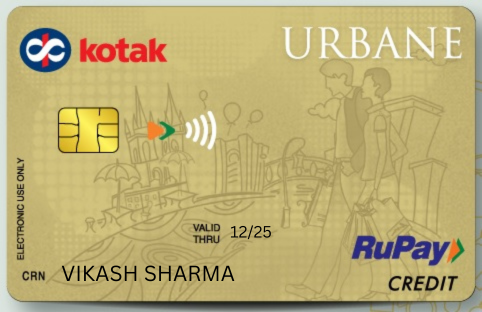 kotak
URBANE
ELECTRONIC USE ONLY
VALID THRU 12/25
CRN VIKASH SHARMA
RuPay
CREDIT